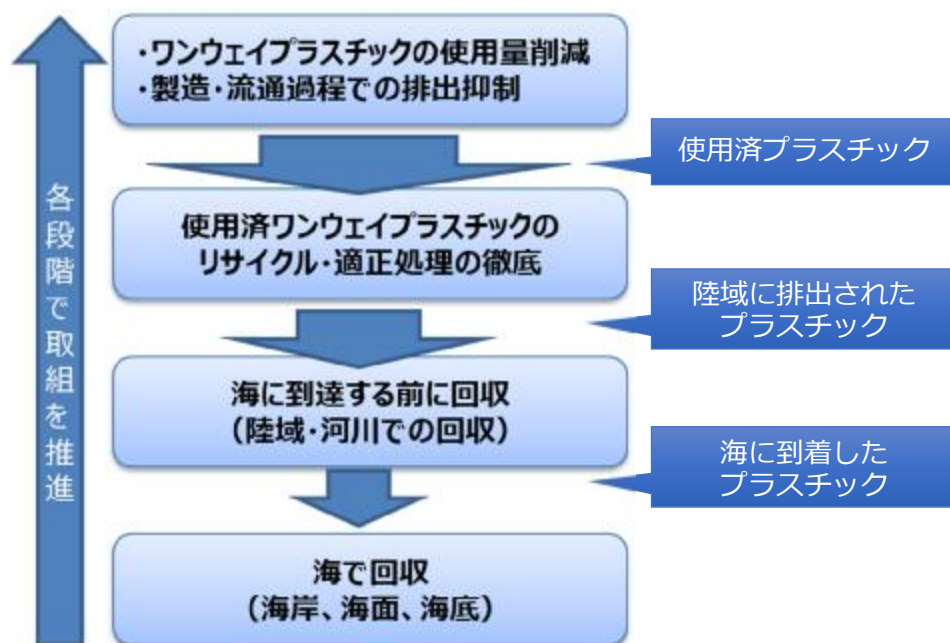 ・ワンウェイプラスチックの使用量削減
・製造・流通過程での排出抑制
使用済プラスチック
使用済ワンウェイプラスチックの
リサイクル・適正処理の徹底
陸域に排出された
プラスチック
海に到達する前に回収
（陸域・河川での回収）
海に到着した
プラスチック
海で回収
（海岸、海面、海底）
各段階で取組を推進